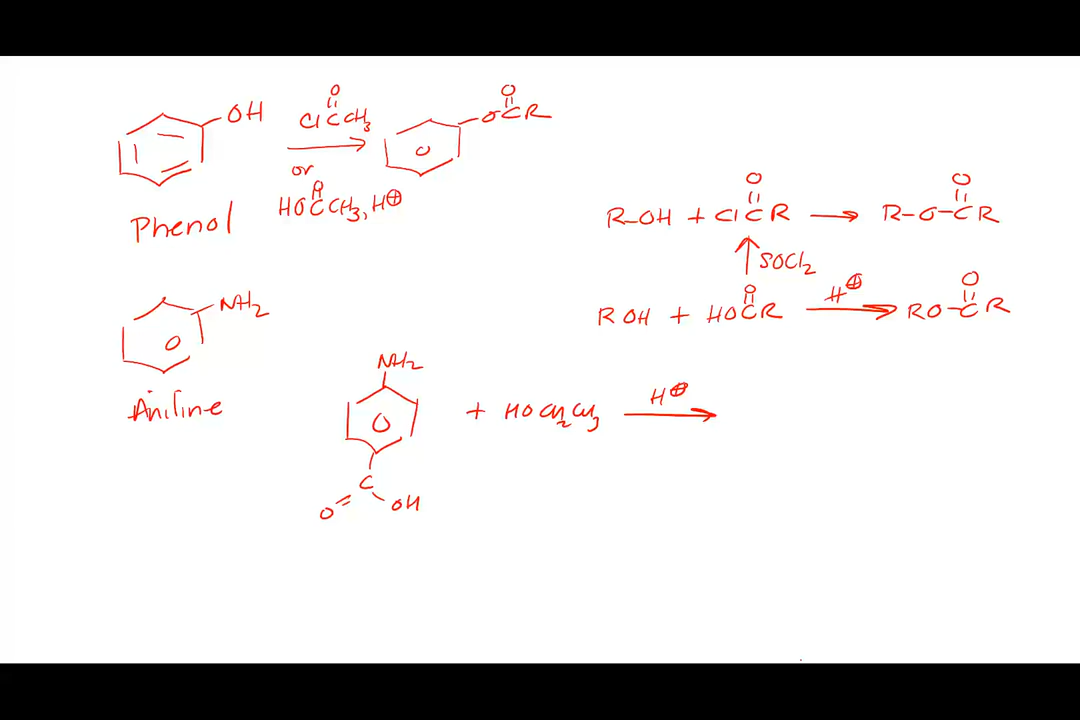 OH
O
ClCCH3
OCR
O
or
O
HOCCH3, H⊕
Phenol
O
R-OH + ClCR → R-O-CR
O
O
↑ SOCl2
ROH + HOCR → RO-CR
O
H⊕
O
NH2
Aniline
NH2
+ HOCH2CH3 →
H⊕
C
O
OH